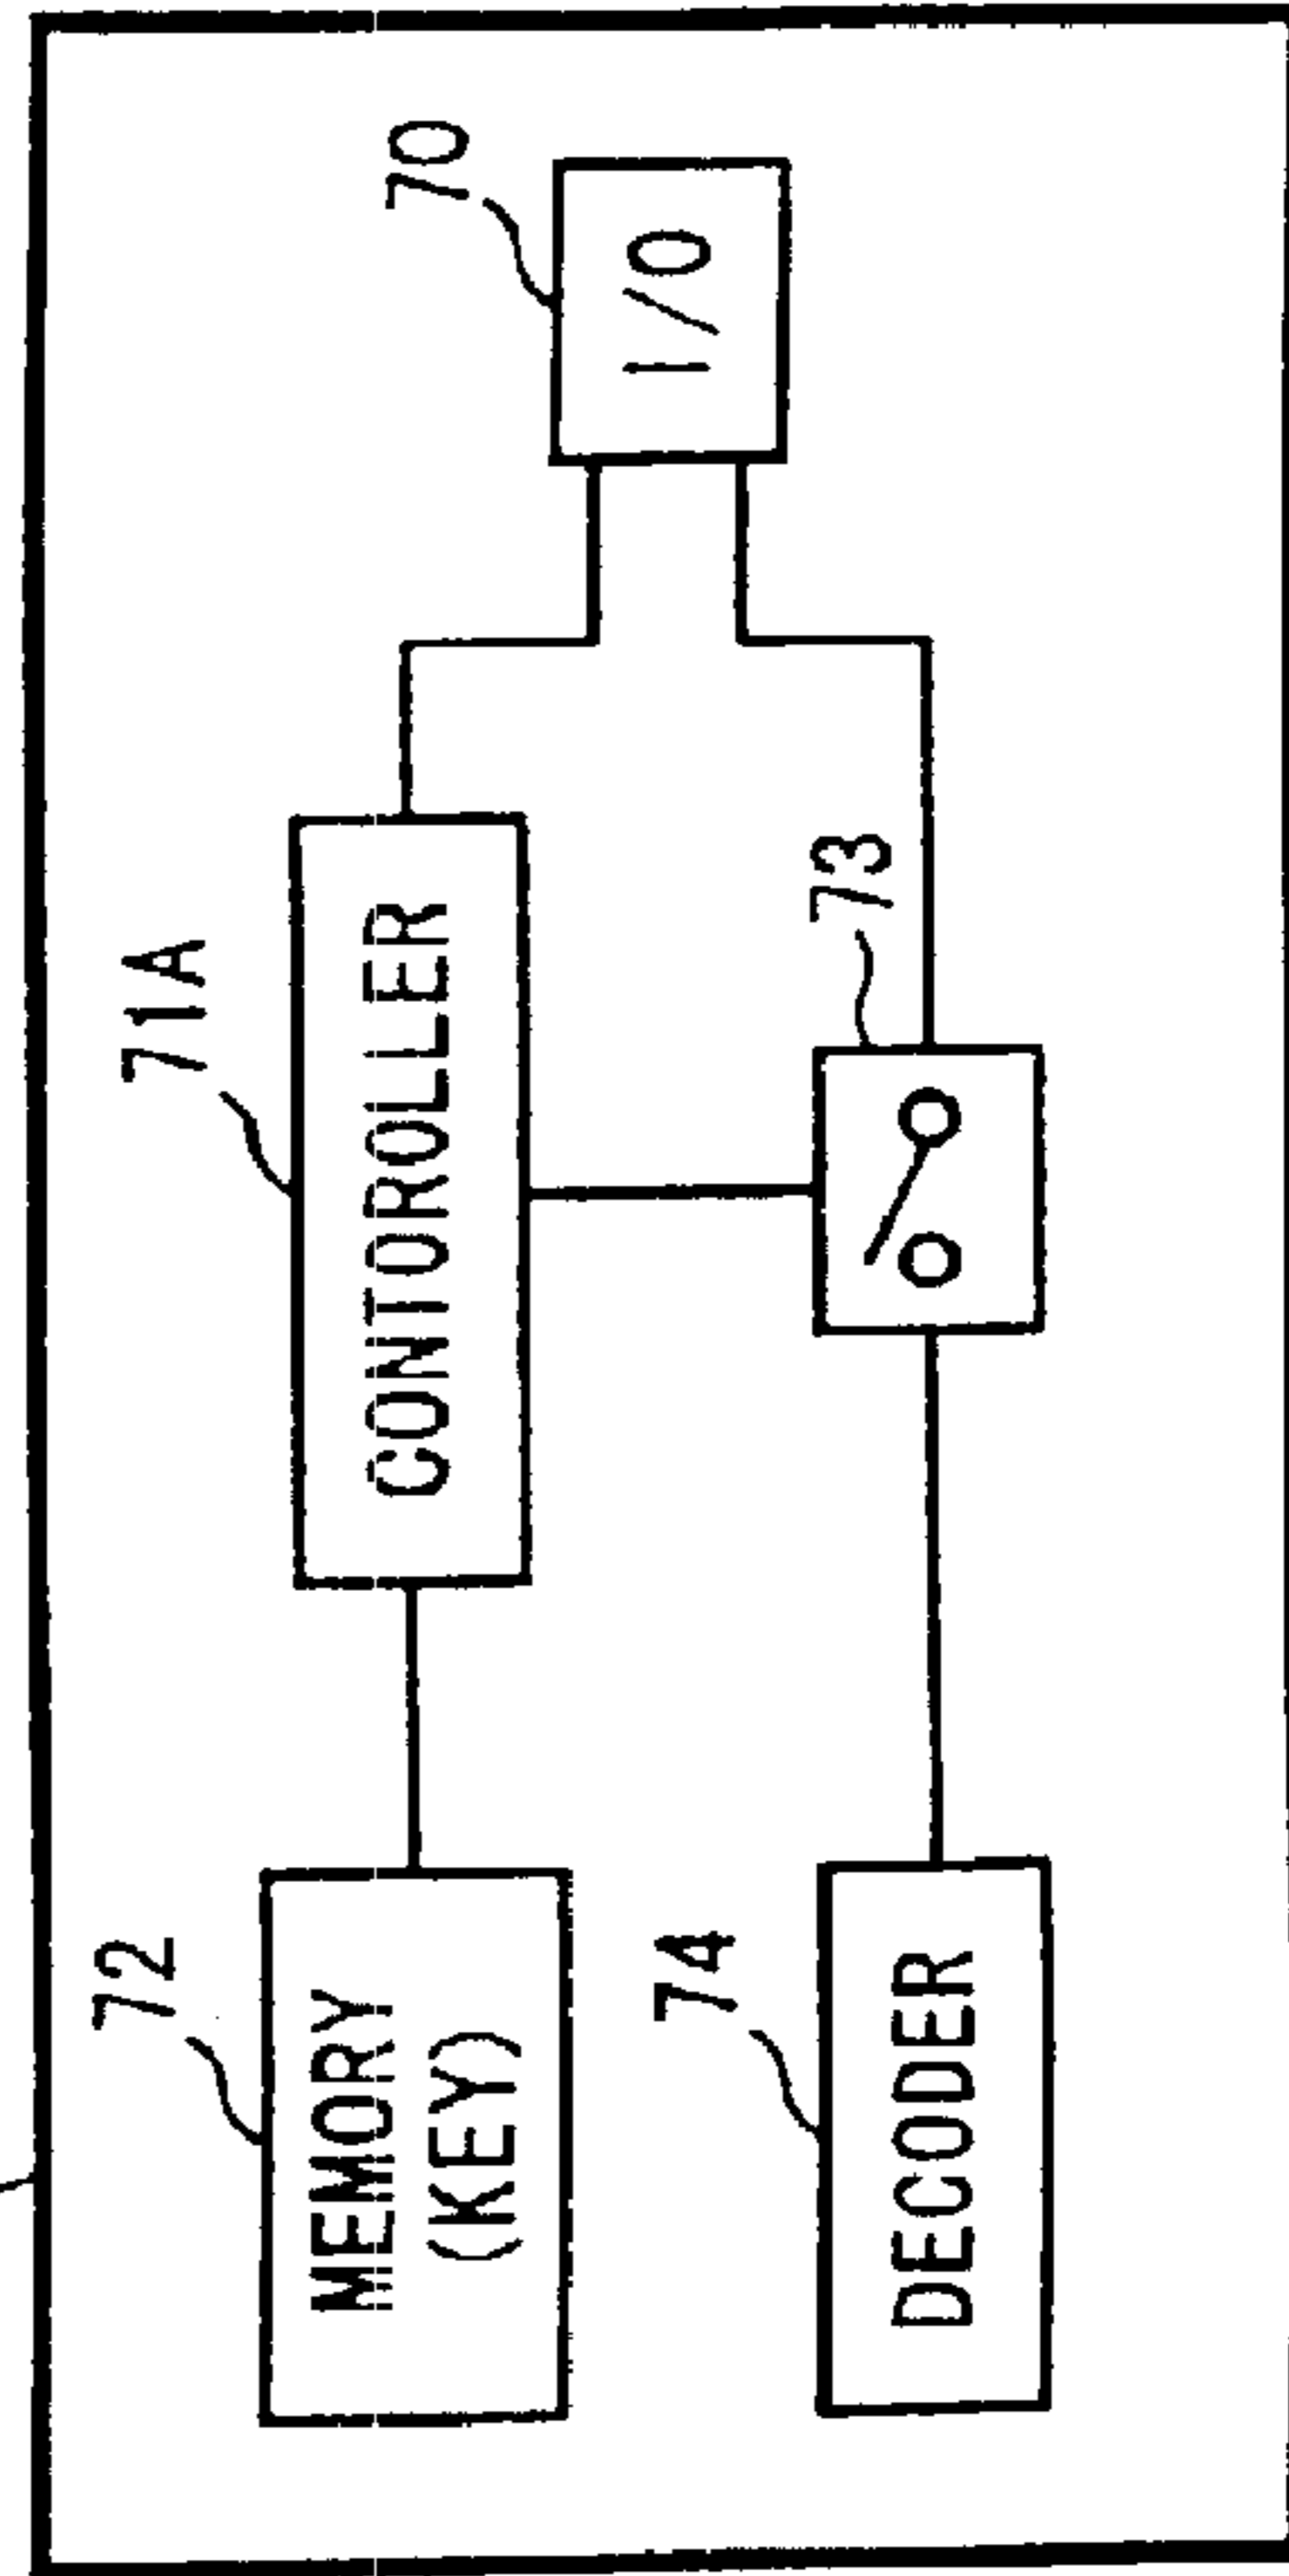 72
MEMORY
(KEY)
71A
CONTOROLLER
70
I/O
74
DECODER
73